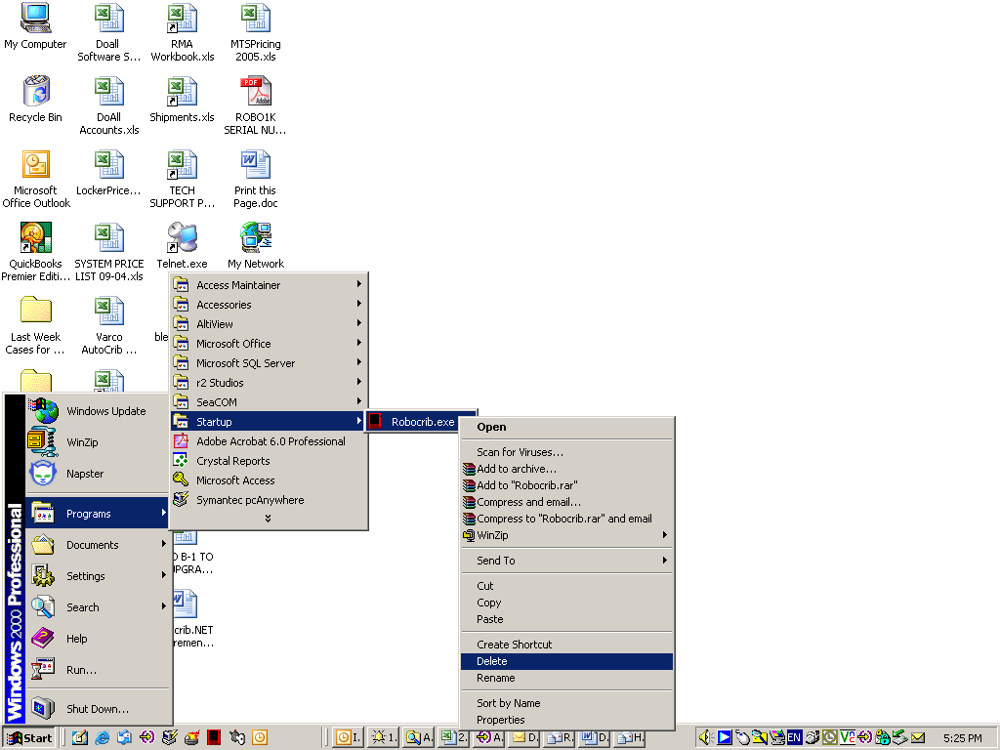 My Computer
Doall
Software S...
RMA
Workbook.xls
MTSPricing
2005.xls
Recycle Bin
DoAll
Accounts.xls
Shipments.xls
PDF
Adobe
ROBO1K
SERIAL NU...
Microsoft
Office Outlook
LockerPrice...
TECH
SUPPORT P...
Print this
Page.doc
QuickBooks
Premier Editi...
SYSTEM PRICE
LIST 09-04.xls
Telnet.exe
My Network
Last Week
Cases for ...
Varco
AutoCrib ...
ble
Access Maintainer
Accessories
AltiView
Microsoft Office
Microsoft SQL Server
r2 Studios
SeaCOM
Startup
Adobe Acrobat 6.0 Professional
Crystal Reports
Microsoft Access
Symantec pcAnywhere
Robocrib.exe
Open
Scan for Viruses...
Add to archive...
Add to "Robocrib.rar"
Compress and email...
Compress to "Robocrib.rar" and email
WinZip
Send To
Cut
Copy
Paste
Create Shortcut
Delete
Rename
Sort by Name
Properties
Windows Update
WinZip
Napster
Programs
Documents
Settings
Search
Help
Run...
Shut Down...
Windows 2000 Professional
O B-1 TO
UPGRA...
crib.NET
iremen...
Start
I.
1.
A.
2.
A.
D.
R.
D.
H.
EN
5:25 PM